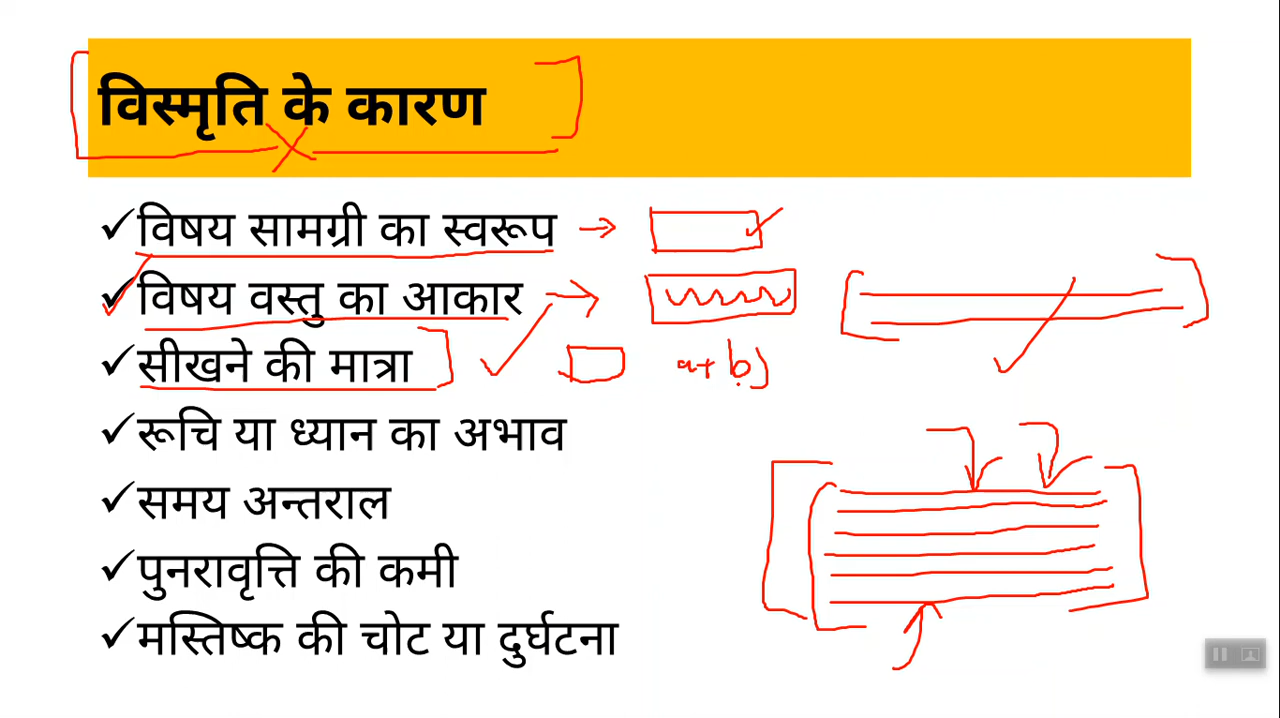 विस्मृति के कारण
✓विषय सामग्री का स्वरूप
✓विषय वस्तु का आकार
✓सीखने की मात्रा
a+b)
✓रूचि या ध्यान का अभाव
✓समय अन्तराल
✓पुनरावृत्ति की कमी
✓मस्तिष्क की चोट या दुर्घटना